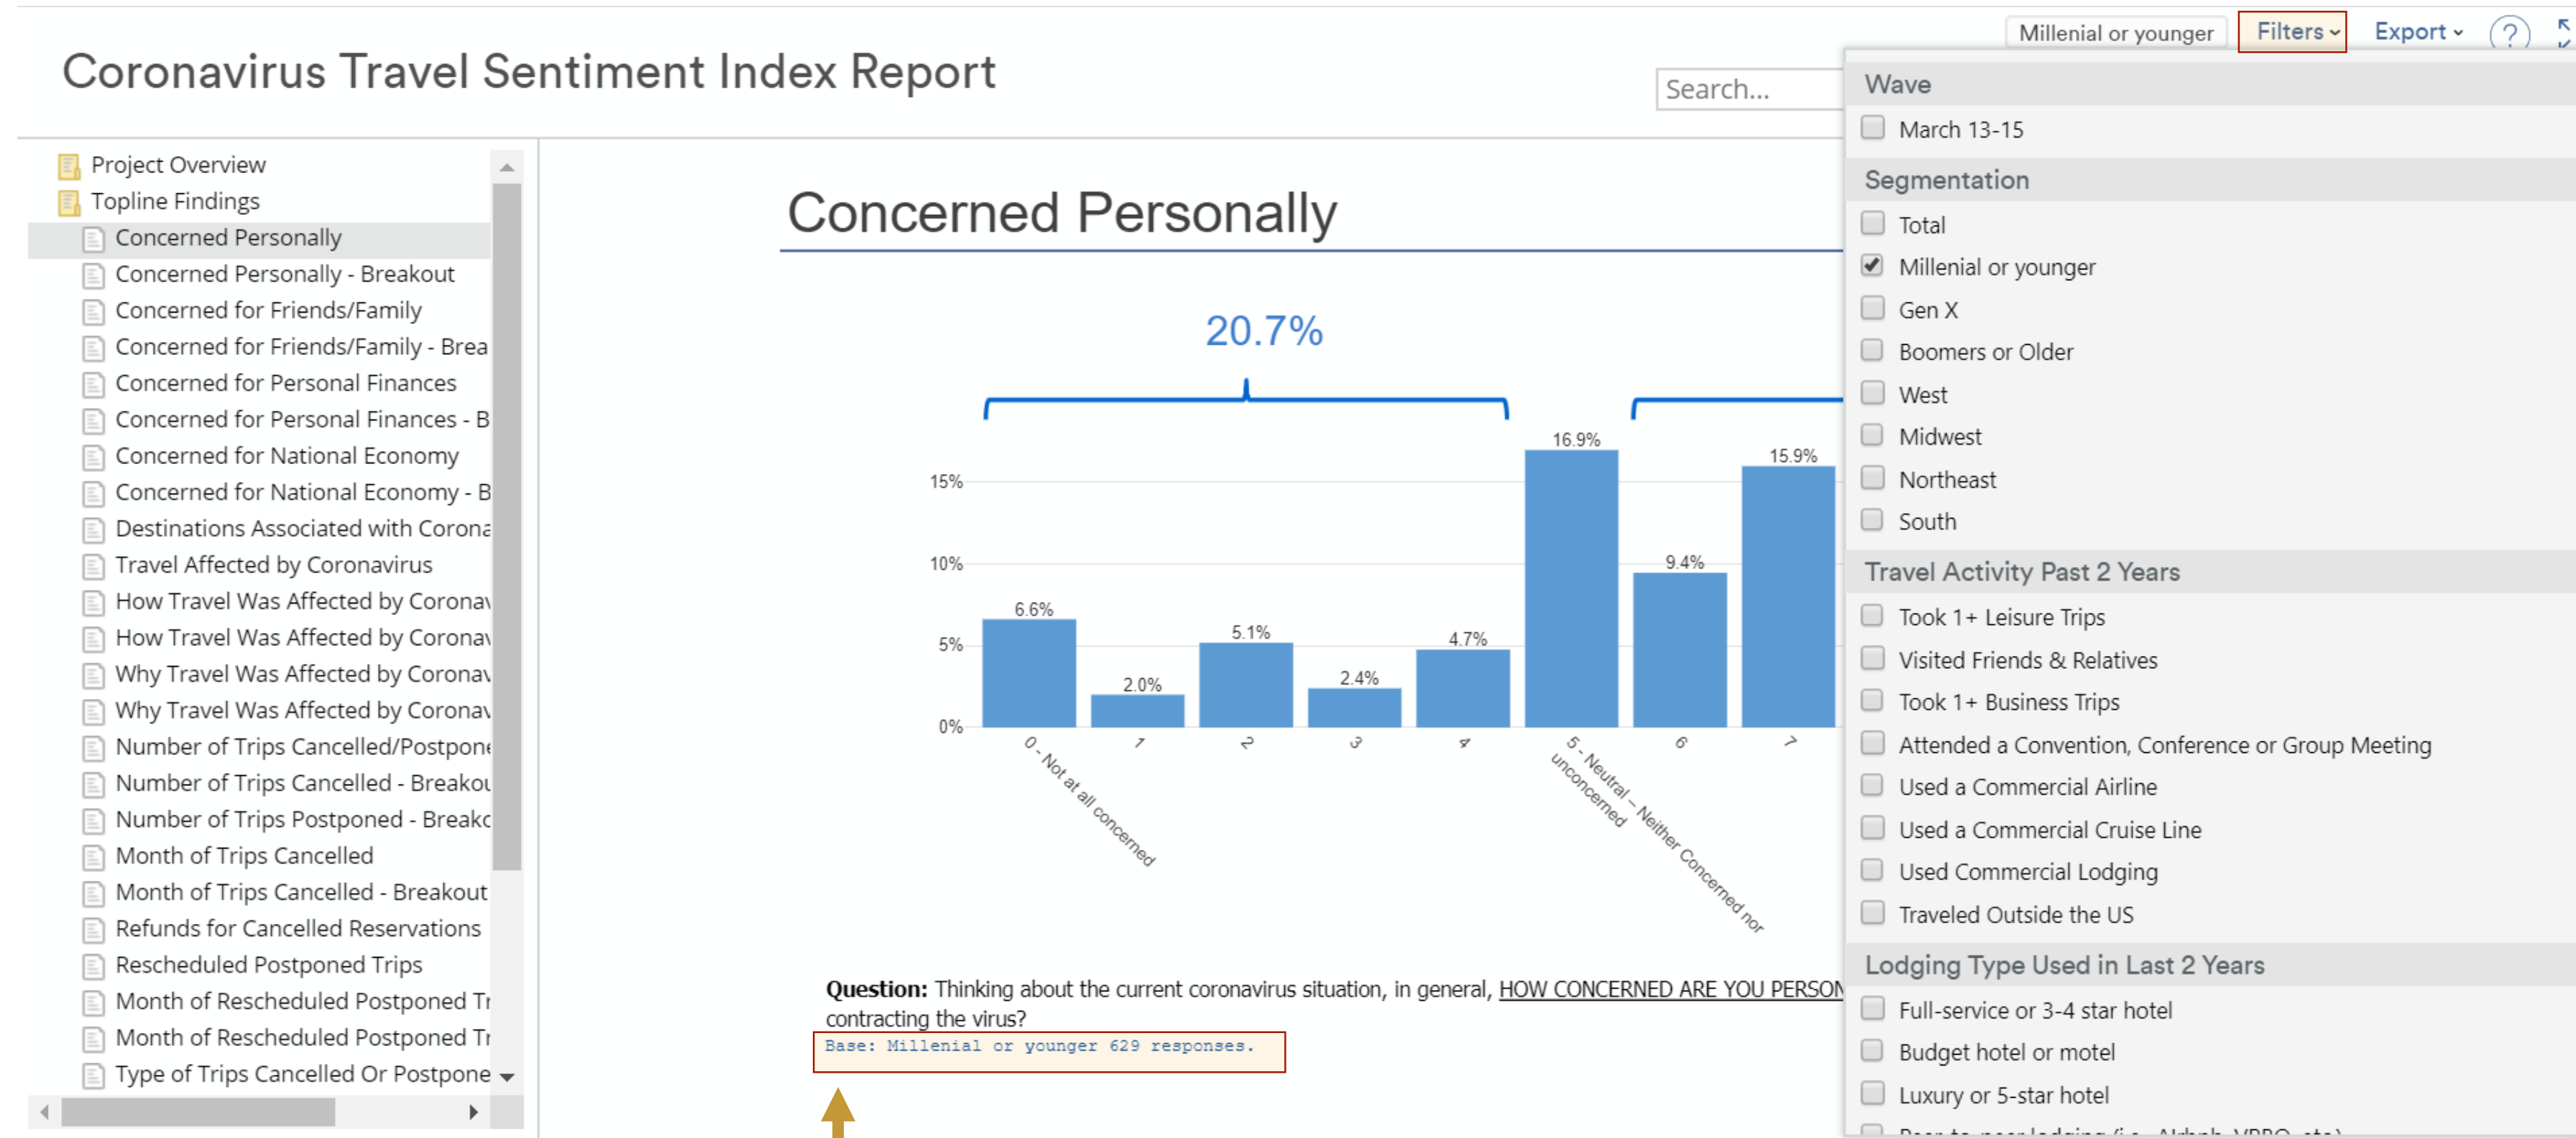 Millenial or younger
Filters
Export
?
Coronavirus Travel Sentiment Index Report
Search...
Project Overview
Topline Findings
Concerned Personally
Concerned Personally - Breakout
Concerned for Friends/Family
Concerned for Friends/Family - Brea
Concerned for Personal Finances
Concerned for Personal Finances - B
Concerned for National Economy
Concerned for National Economy - B
Destinations Associated with Corona
Travel Affected by Coronavirus
How Travel Was Affected by Coronav
How Travel Was Affected by Coronav
Why Travel Was Affected by Coronav
Why Travel Was Affected by Coronav
Number of Trips Cancelled/Postpone
Number of Trips Cancelled - Breakou
Number of Trips Postponed - Breakc
Month of Trips Cancelled
Month of Trips Cancelled - Breakout
Refunds for Cancelled Reservations
Rescheduled Postponed Trips
Month of Rescheduled Postponed Tr
Month of Rescheduled Postponed Tr
Type of Trips Cancelled Or Postpone
Concerned Personally
20.7%
16.9%
15.9%
15%
10%
9.4%
6.6%
5.1%
5%
4.7%
2.4%
2.0%
0%
0 - Not at all concerned
1
2
3
4
5 - Neutral – Neither Concerned nor
unconcerned
6
7
Question: Thinking about the current coronavirus situation, in general, HOW CONCERNED ARE YOU PERSON
contracting the virus?
Base: Millenial or younger 629 responses.
Wave
March 13-15
Segmentation
Total
Millenial or younger
Gen X
Boomers or Older
West
Midwest
Northeast
South
Travel Activity Past 2 Years
Took 1+ Leisure Trips
Visited Friends & Relatives
Took 1+ Business Trips
Attended a Convention, Conference or Group Meeting
Used a Commercial Airline
Used a Commercial Cruise Line
Used Commercial Lodging
Traveled Outside the US
Lodging Type Used in Last 2 Years
Full-service or 3-4 star hotel
Budget hotel or motel
Luxury or 5-star hotel